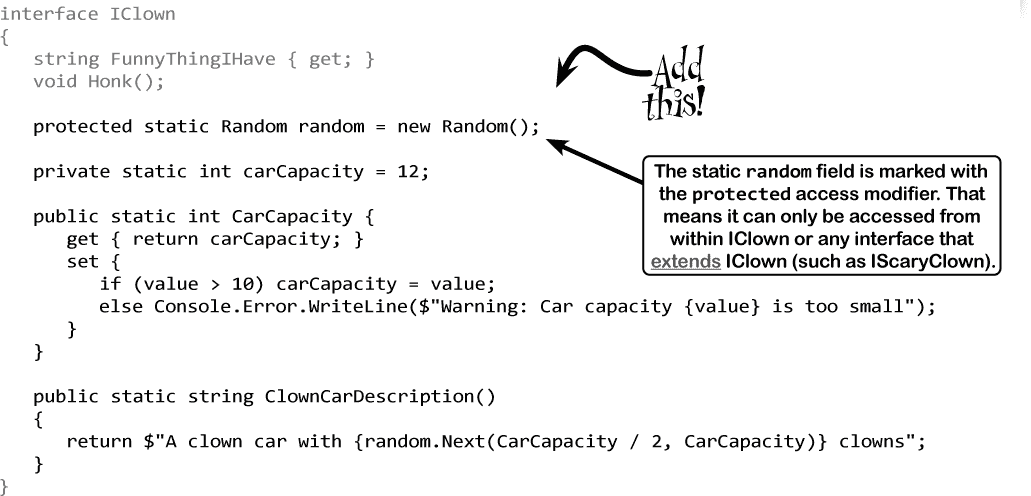 interface IClown
{
string FunnyThingIHave { get; }
void Honk();
Add
this!
protected static Random random = new Random();
private static int carCapacity = 12;
The static random field is marked with
the protected access modifier. That
means it can only be accessed from
within IClown or any interface that
extends IClown (such as IScaryClown).
public static int CarCapacity {
get { return carCapacity; }
set {
if (value > 10) carCapacity = value;
else Console.Error.WriteLine($"Warning: Car capacity {value} is too small");
}
}
public static string ClownCarDescription()
{
return $"A clown car with {random.Next(CarCapacity / 2, CarCapacity)} clowns";
}
}